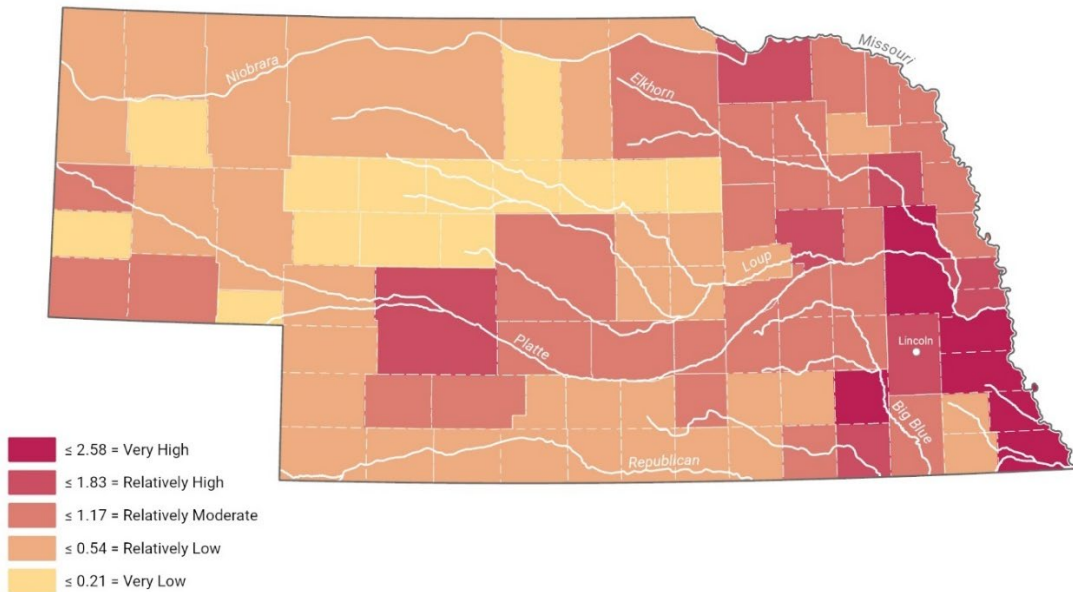 Niobrara
Elkhorn
Missouri
Loup
Platte
Lincoln
Big Blue
Republican
≤ 2.58 = Very High
≤ 1.83 = Relatively High
≤ 1.17 = Relatively Moderate
≤ 0.54 = Relatively Low
≤ 0.21 = Very Low